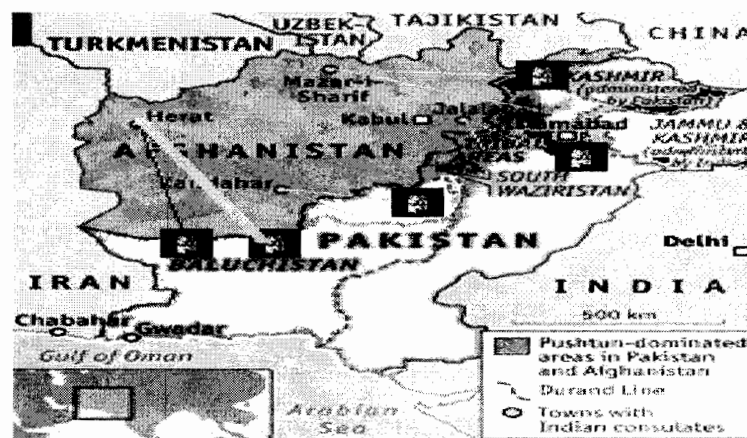 UZBEK-
ISTAN
TAJIKISTAN
CHINA
TURKMENISTAN
Mazar-i-
Sharif
KASHMIR
(administered
by Pakistan)
Herat
Kabul
Jalal
JAMMU &
KASHMIR
AFGHANISTAN
AREAS
SOUTH
WAZIRISTAN
PAKISTAN
Delhi
BALUCHISTAN
IRAN
INDIA
500 km
Chabahar
Gwadar
Gulf of Oman
Pushtun-dominated
areas in Pakistan
and Afghanistan
Durand Line
Arabian
Sea
Towns with
Indian consulates